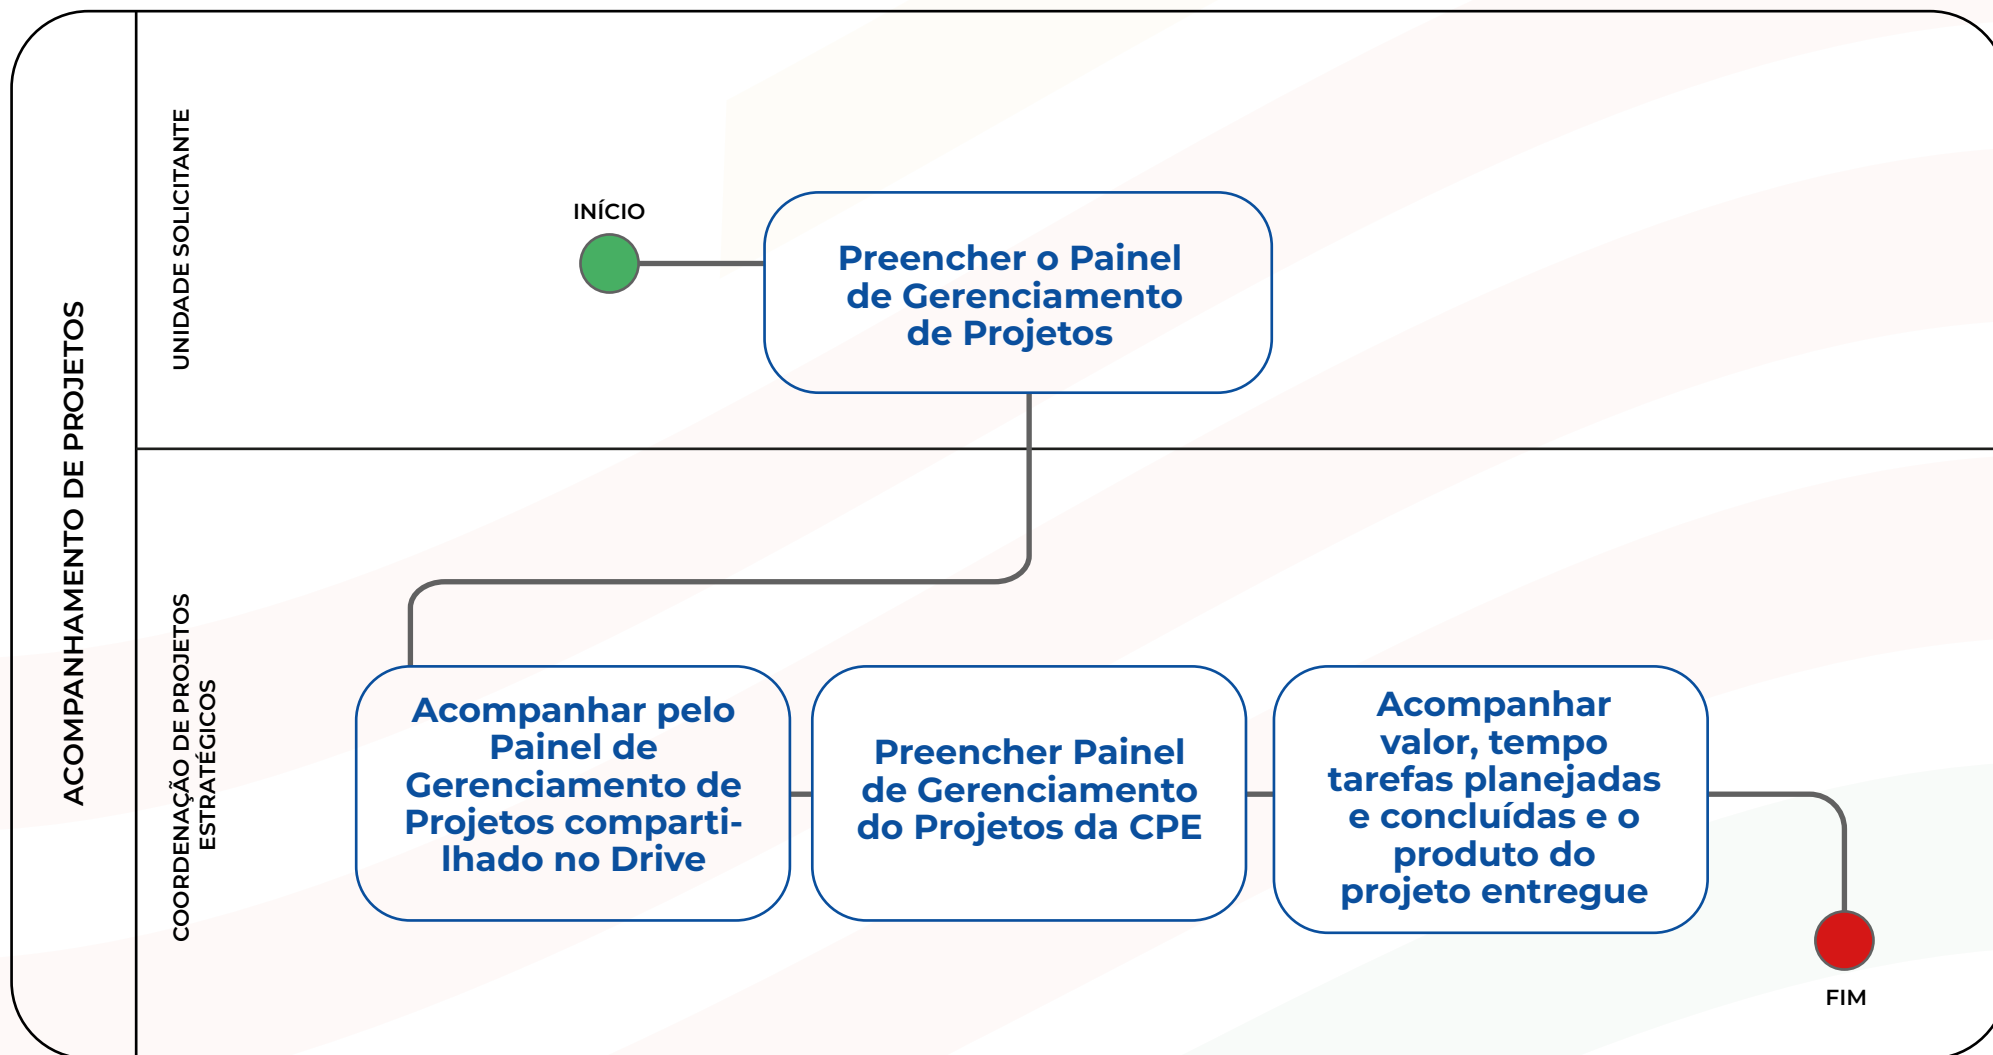 ACOMPANHAMENTO DE PROJETOS
UNIDADE SOLICITANTE
INÍCIO
Preencher o Painel
de Gerenciamento
de Projetos
COORDENAÇÃO DE PROJETOS
ESTRATÉGICOS
Acompanhar pelo
Painel de
Gerenciamento de
Projetos comparti-
lhado no Drive
Preencher Painel
de Gerenciamento
do Projetos da CPE
Acompanhar
valor, tempo
tarefas planejadas
e concluídas e o
produto do
projeto entregue
FIM